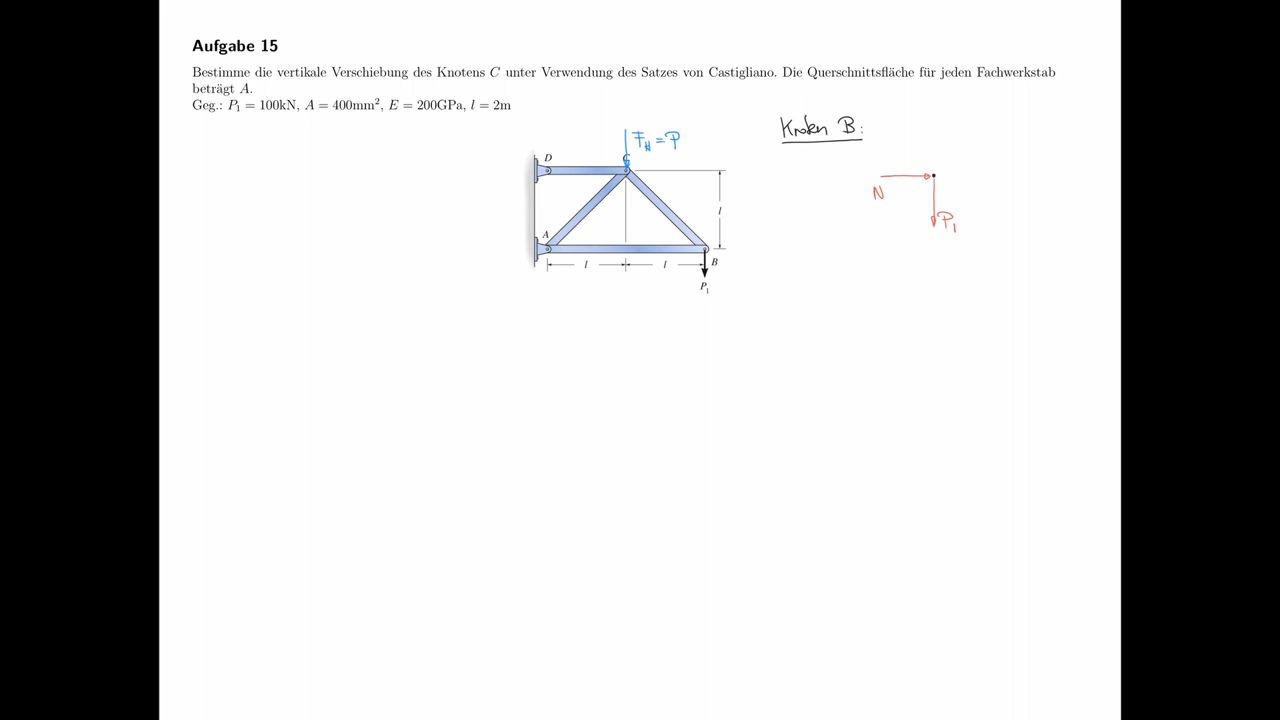 Aufgabe 15
Bestimme die vertikale Verschiebung des Knotens C unter Verwendung des Satzes von Castigliano. Die Querschnittsfläche für jeden Fachwerkstab
beträgt A.
Geg.: P₁ = 100kN, A = 400mm², E = 200GPa, l = 2m
Knoten B:
F_H = P
D
C
N
P₁
l
A
l
l
B
P₁